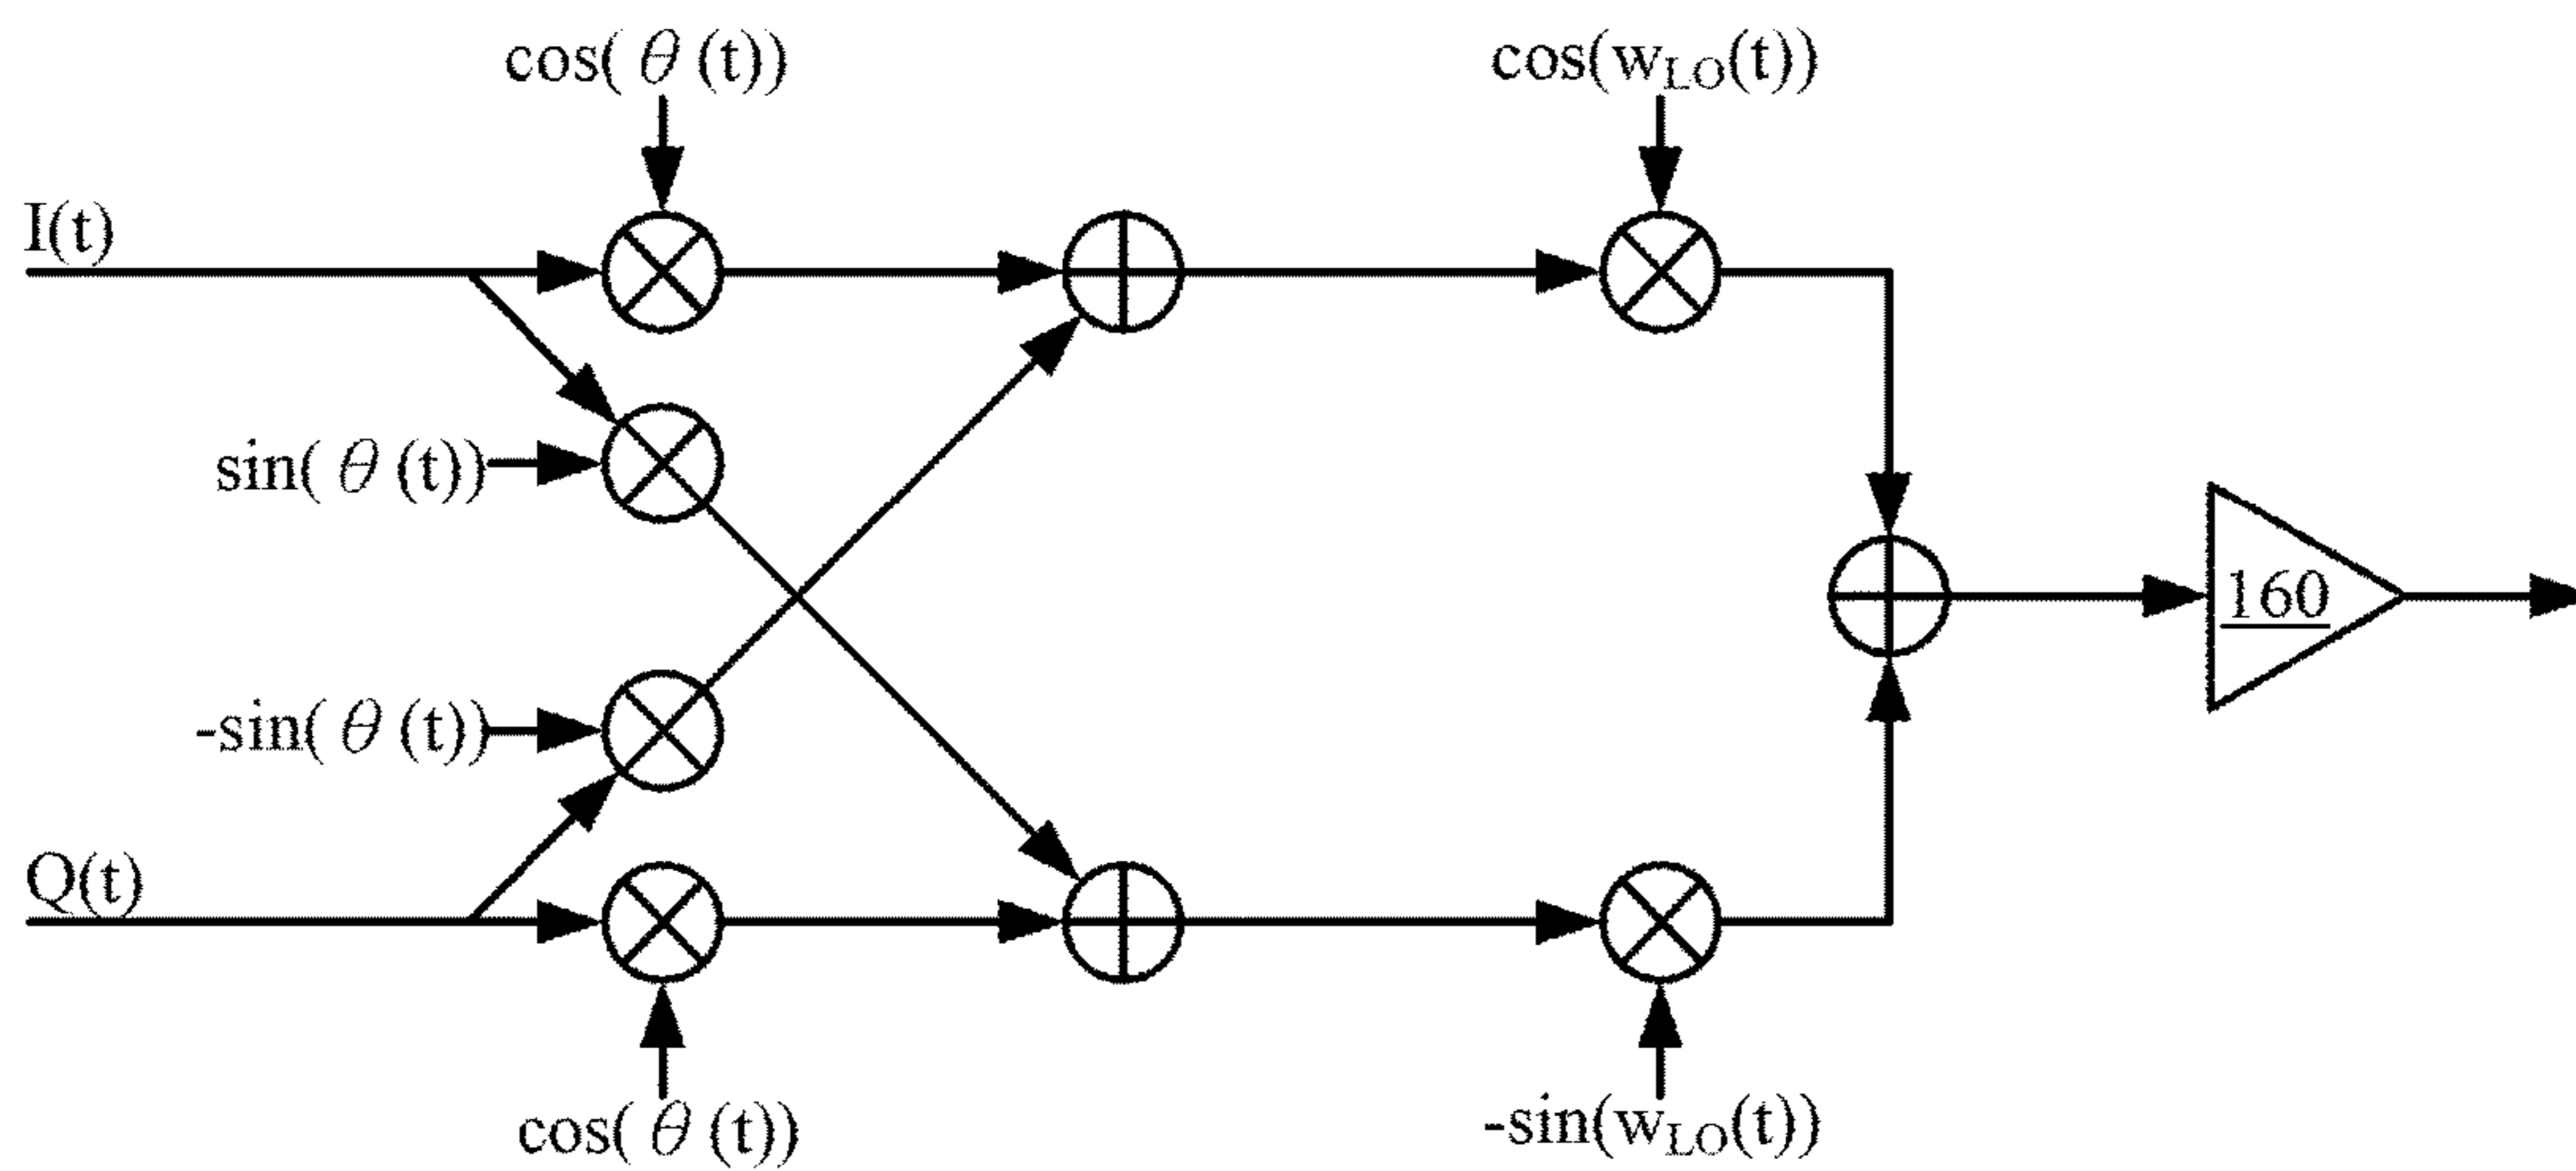 cos( θ (t))
cos(w_LO(t))
I(t)
sin( θ (t))
160
-sin( θ (t))
Q(t)
cos( θ (t))
-sin(w_LO(t))